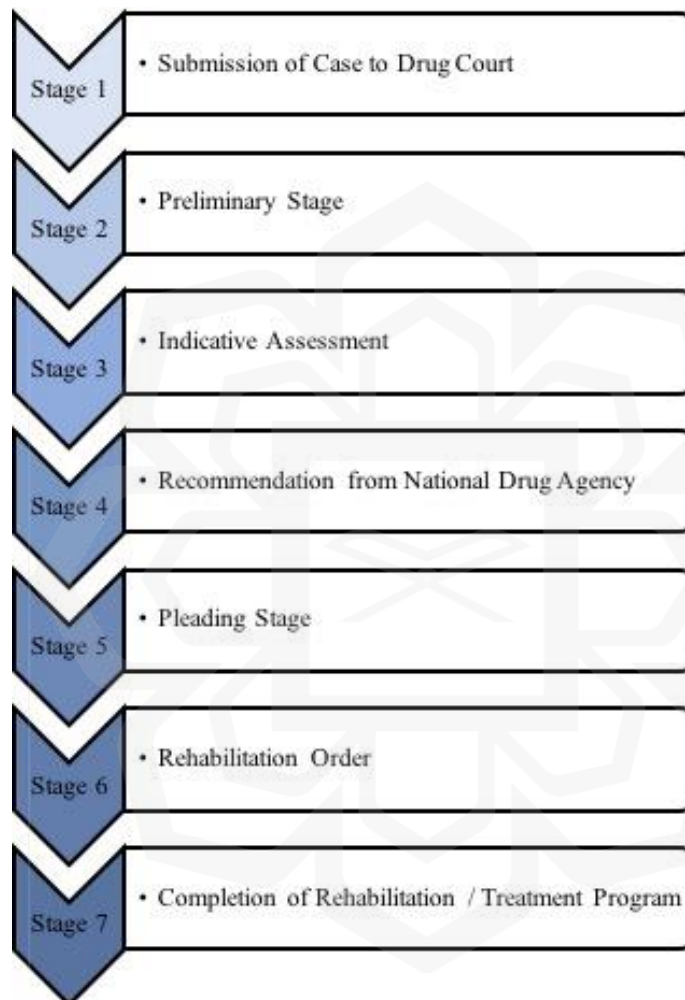 Stage 1
• Submission of Case to Drug Court
Stage 2
• Preliminary Stage
Stage 3
• Indicative Assessment
Stage 4
• Recommendation from National Drug Agency
Stage 5
• Pleading Stage
Stage 6
• Rehabilitation Order
Stage 7
• Completion of Rehabilitation / Treatment Program